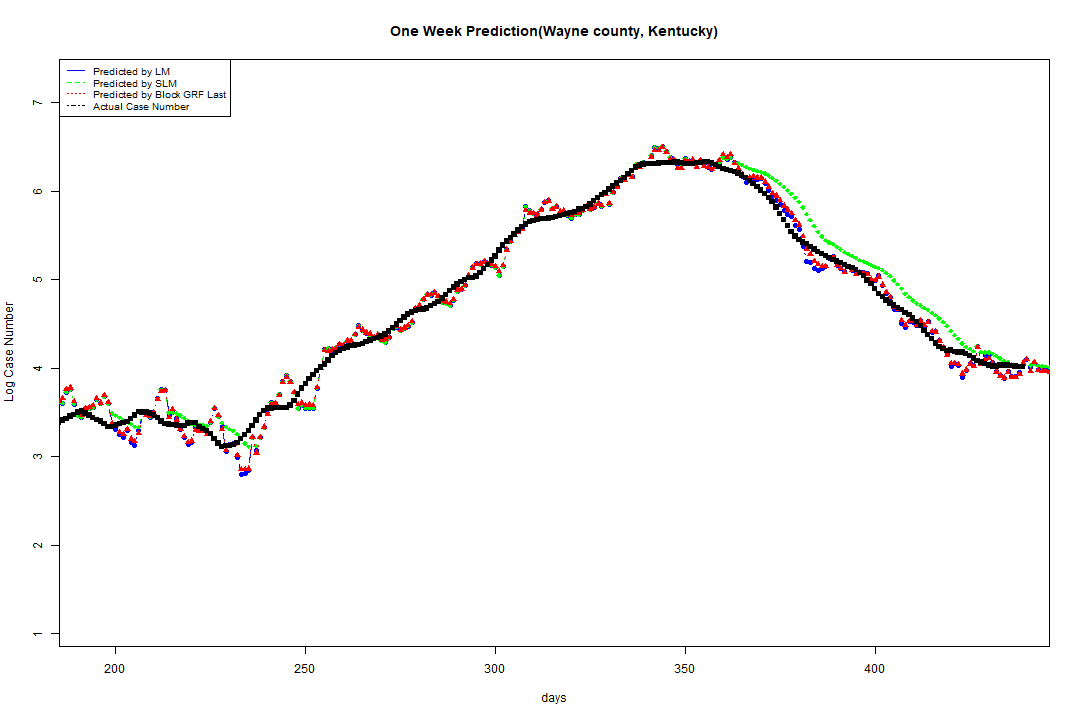 One Week Prediction(Wayne county, Kentucky)
Predicted by LM
Predicted by SLM
Predicted by Block GRF Last
Actual Case Number
7
6
5
4
3
2
1
Log Case Number
200 250 300 350 400
days